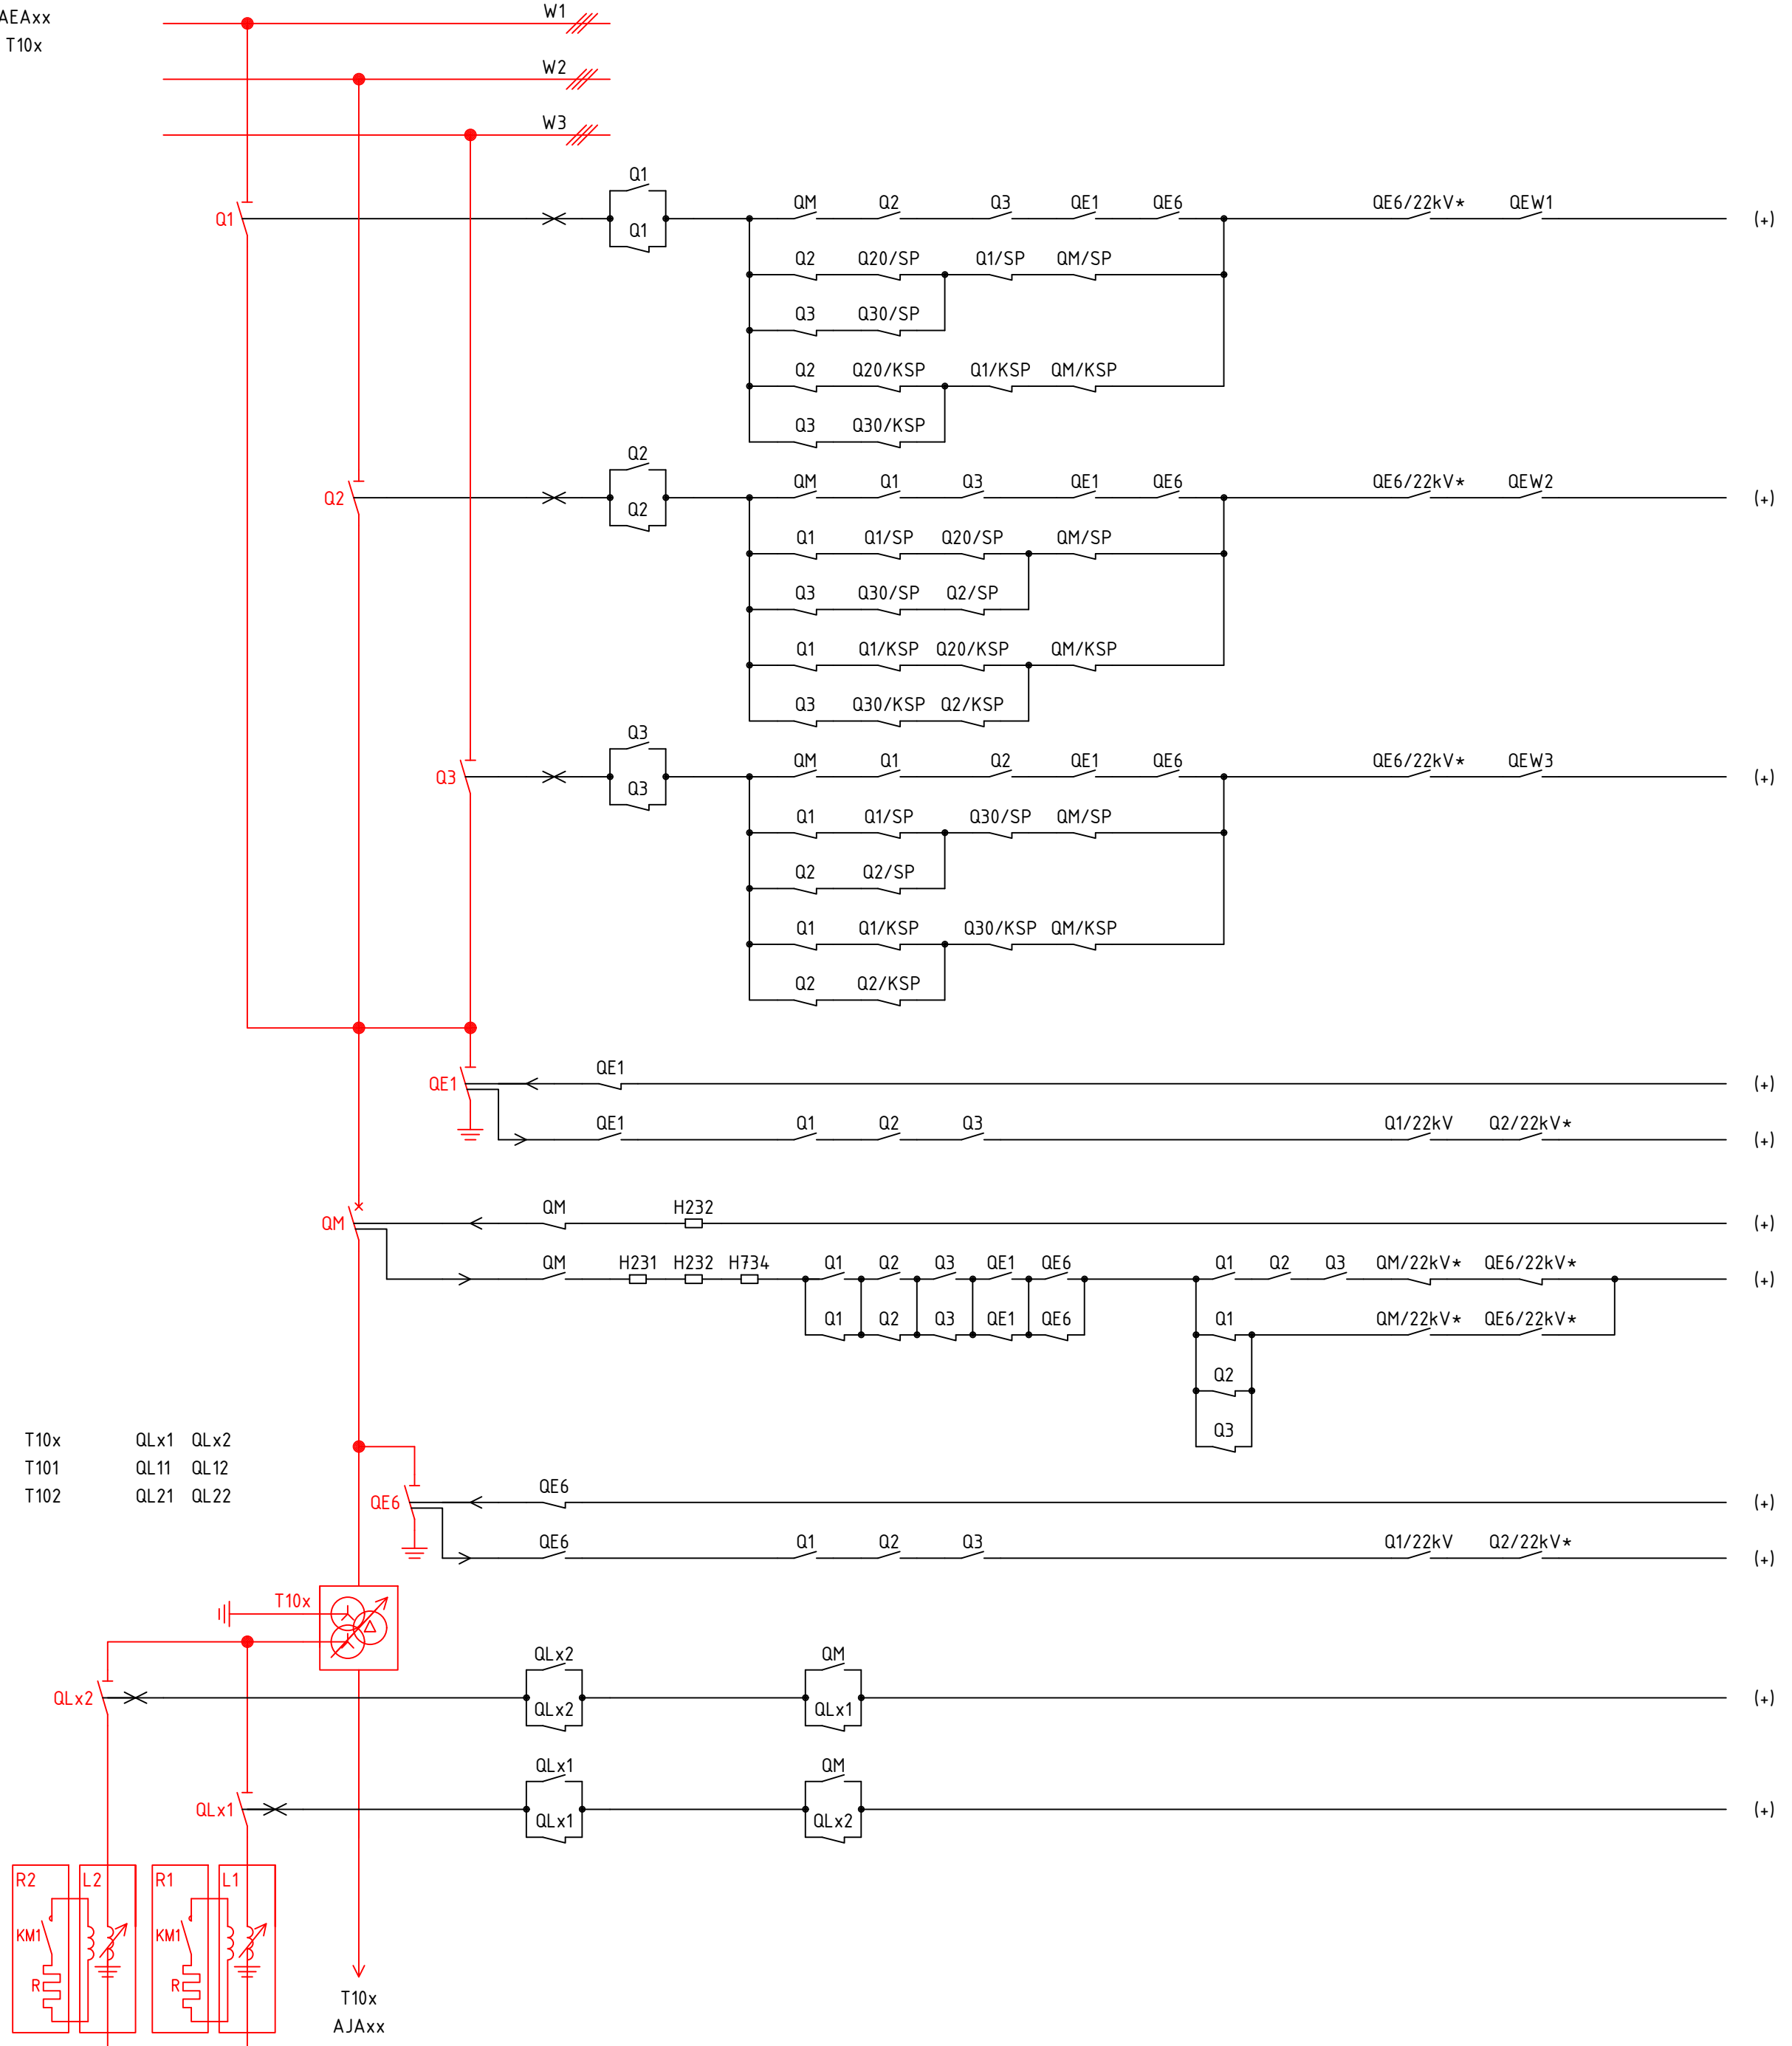 AEAxx
T10x
W1
W2
W3
Q1
Q1 QM Q2 Q3 QE1 QE6 QE6/22kV* QEW1
Q1 Q1 (+)
Q2 Q20/SP Q1/SP QM/SP
Q3 Q30/SP
Q2 Q20/KSP Q1/KSP QM/KSP
Q3 Q30/KSP
Q2
QM Q1 Q3 QE1 QE6 QE6/22kV* QEW2
Q2 Q2 (+)
Q1 Q1/SP Q20/SP QM/SP
Q3 Q30/SP Q2/SP
Q1 Q1/KSP Q20/KSP QM/KSP
Q3 Q30/KSP Q2/KSP
Q3
QM Q1 Q2 QE1 QE6 QE6/22kV* QEW3
Q3 Q3 (+)
Q1 Q1/SP Q30/SP QM/SP
Q2 Q2/SP
Q1 Q1/KSP Q30/KSP QM/KSP
Q2 Q2/KSP
QE1
QE1 (+)
QE1 Q1 Q2 Q3 Q1/22kV Q2/22kV*
(+)
QM H232
QM (+)
QM H231 H232 H734 Q1 Q2 Q3 QE1 QE6 Q1 Q2 Q3 QM/22kV* QE6/22kV*
(+)
Q1 Q2 Q3 QE1 QE6 Q1 QM/22kV* QE6/22kV*
Q2
Q3
T10x QLx1 QLx2
T101 QL11 QL12
T102 QL21 QL22
QE6
QE6 (+)
QE6 Q1 Q2 Q3 Q1/22kV Q2/22kV*
(+)
T10x
QLx2 QM
QLx2 (+)
QLx2 QLx1
QLx1 QM
QLx1 (+)
QLx1 QLx2
R2 L2 R1 L1
KM1 KM1
R R
T10x
AJAxx